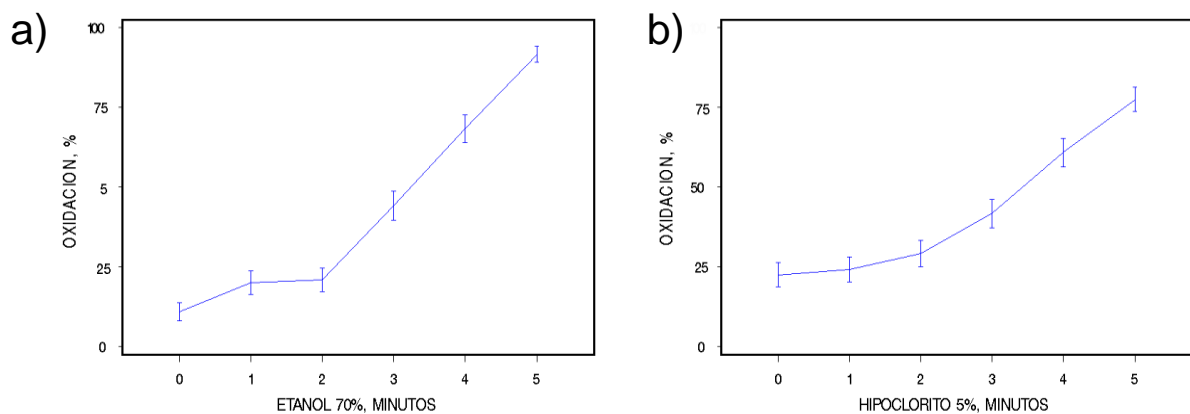 a)
100
75
5
25
0
OXIDACION, %
0 1 2 3 4 5
ETANOL 70%, MINUTOS
b)
75
50
25
0
OXIDACION, %
0 1 2 3 4 5
HIPOCLORITO 5%, MINUTOS